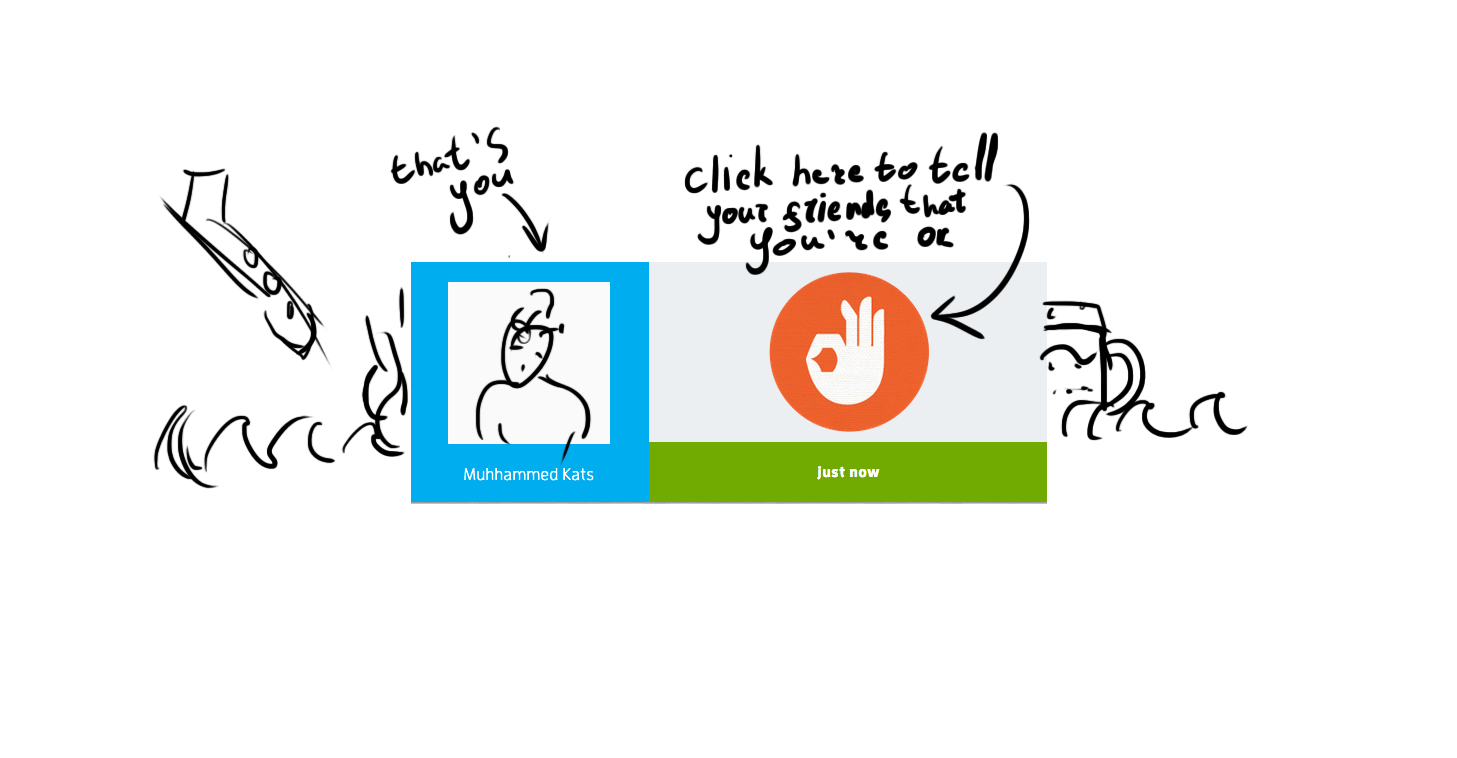 that's
you
click here to tell
your friends that
you're ok
Muhhammed Kats
Just now